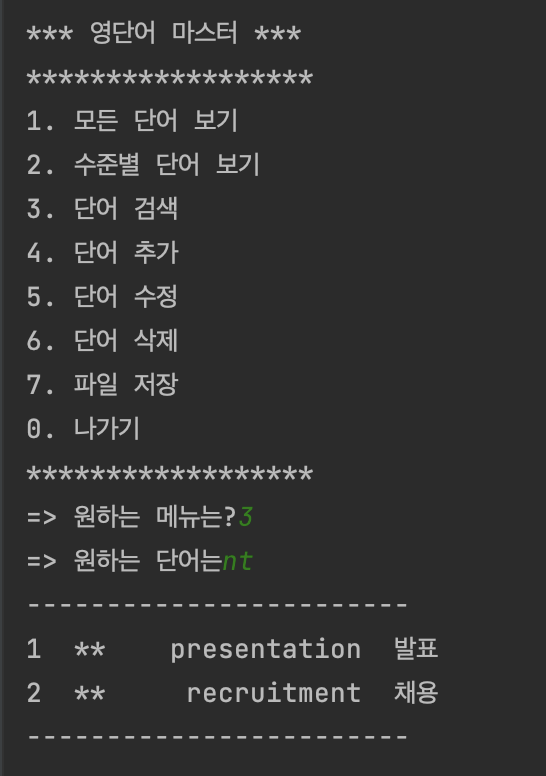 *** 영단어 마스터 ***
******************
1. 모든 단어 보기
2. 수준별 단어 보기
3. 단어 검색
4. 단어 추가
5. 단어 수정
6. 단어 삭제
7. 파일 저장
0. 나가기
******************
=> 원하는 메뉴는?3
=> 원하는 단어는nt
------------------------
1  **    presentation  발표
2  **     recruitment  채용
------------------------